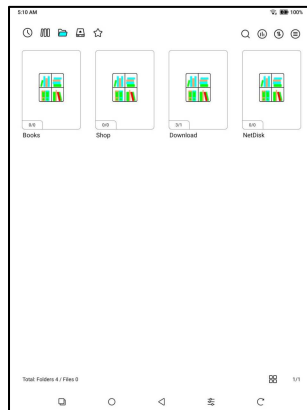 5:10 AM 100%
0/0 0/0 0/1 0/0
Books Shop Download NetDisk
Total: Folders 4 / Files 0 1/1